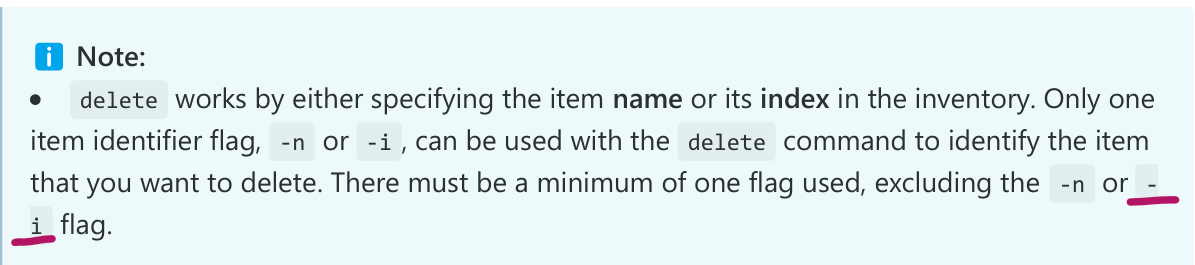 Note:
• delete works by either specifying the item name or its index in the inventory. Only one
item identifier flag, -n or -i, can be used with the delete command to identify the item
that you want to delete. There must be a minimum of one flag used, excluding the -n or -
i flag.